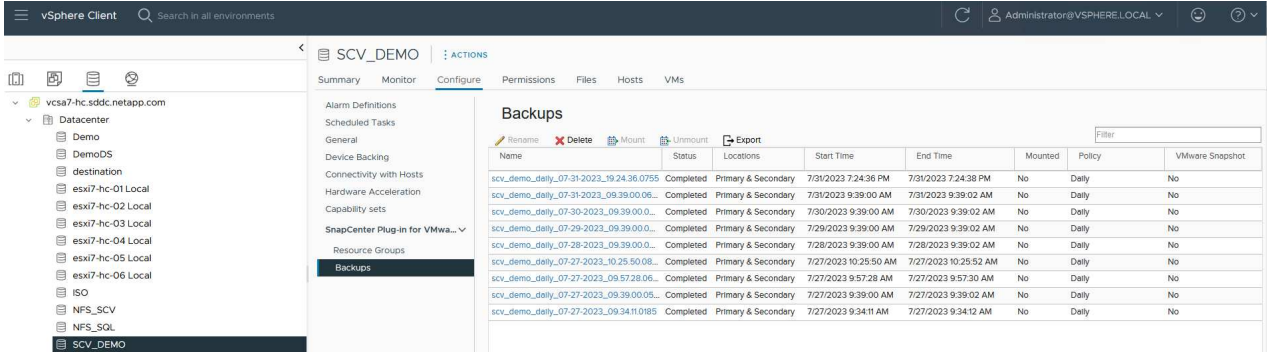 vSphere Client Search in all environments Administrator@VSPHERE.LOCAL
SCV_DEMO ACTIONS
Summary Monitor Configure Permissions Files Hosts VMs
vcsa7-hc.sddc.netapp.com
Datacenter
Demo
DemoDS
destination
esxi7-hc-01 Local
esxi7-hc-02 Local
esxi7-hc-03 Local
esxi7-hc-04 Local
esxi7-hc-05 Local
esxi7-hc-06 Local
ISO
NFS_SCV
NFS_SQL
SCV_DEMO
Alarm Definitions
Scheduled Tasks
General
Device Backing
Connectivity with Hosts
Hardware Acceleration
Capability sets
SnapCenter Plug-in for VMwa...
Resource Groups
Backups
Backups
Rename Delete Mount Unmount Export Filter
Name Status Locations Start Time End Time Mounted Policy VMware Snapshot
scv_demo_daily_07-31-2023_19.24.36.0755 Completed Primary & Secondary 7/31/2023 7:24:36 PM 7/31/2023 7:24:38 PM No Daily No
scv_demo_daily_07-31-2023_09.39.00.06... Completed Primary & Secondary 7/31/2023 9:39:00 AM 7/31/2023 9:39:02 AM No Daily No
scv_demo_daily_07-30-2023_09.39.00.0... Completed Primary & Secondary 7/30/2023 9:39:00 AM 7/30/2023 9:39:02 AM No Daily No
scv_demo_daily_07-29-2023_09.39.00.0... Completed Primary & Secondary 7/29/2023 9:39:00 AM 7/29/2023 9:39:02 AM No Daily No
scv_demo_daily_07-28-2023_09.39.00.0... Completed Primary & Secondary 7/28/2023 9:39:00 AM 7/28/2023 9:39:02 AM No Daily No
scv_demo_daily_07-27-2023_10.25.50.08... Completed Primary & Secondary 7/27/2023 10:25:50 AM 7/27/2023 10:25:52 AM No Daily No
scv_demo_daily_07-27-2023_09.57.28.06... Completed Primary & Secondary 7/27/2023 9:57:28 AM 7/27/2023 9:57:30 AM No Daily No
scv_demo_daily_07-27-2023_09.39.00.05... Completed Primary & Secondary 7/27/2023 9:39:00 AM 7/27/2023 9:39:02 AM No Daily No
scv_demo_daily_07-27-2023_09.34.11.0185 Completed Primary & Secondary 7/27/2023 9:34:11 AM 7/27/2023 9:34:12 AM No Daily No